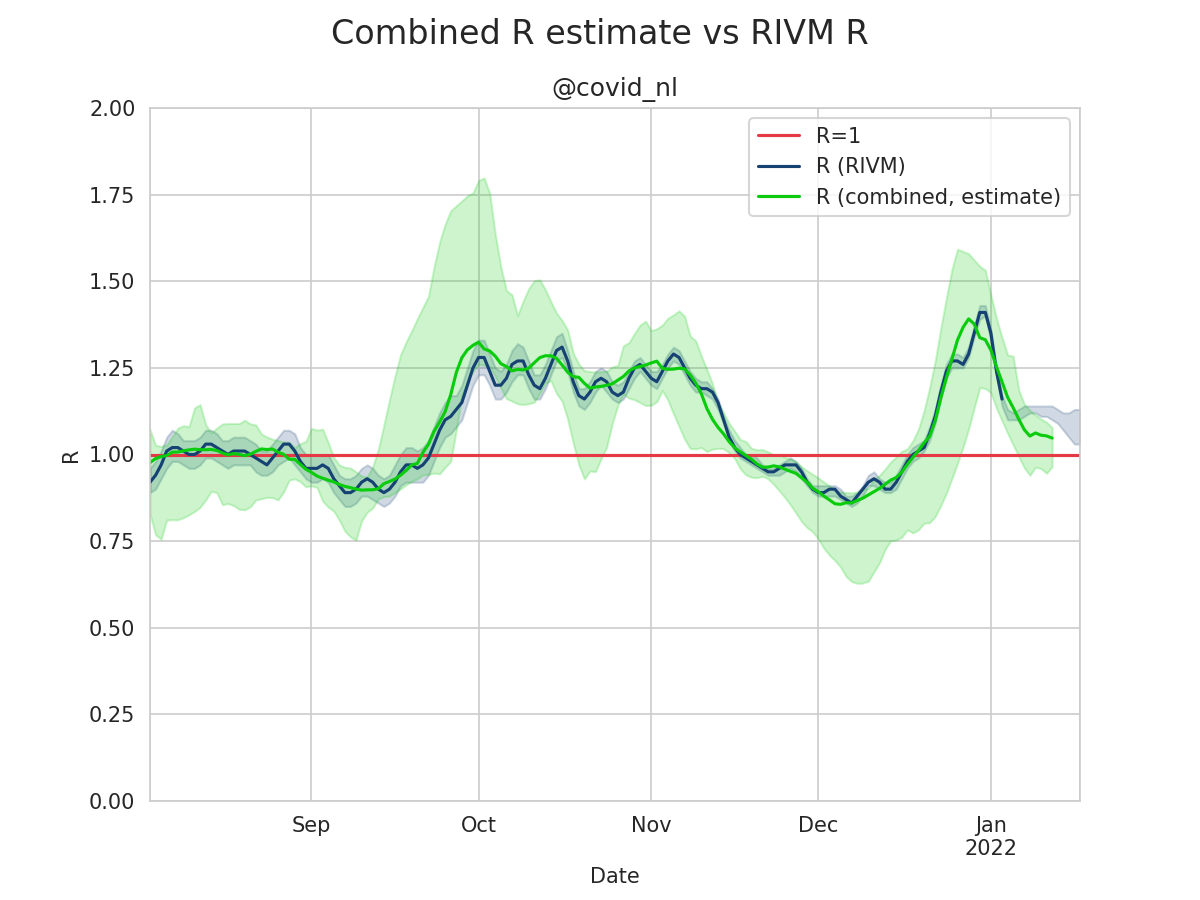 Combined R estimate vs RIVM R
@covid_nl
2.00
1.75
1.50
1.25
1.00
0.75
0.50
0.25
0.00
R
R=1
R (RIVM)
R (combined, estimate)
Sep
Oct
Nov
Dec
Jan
2022
Date